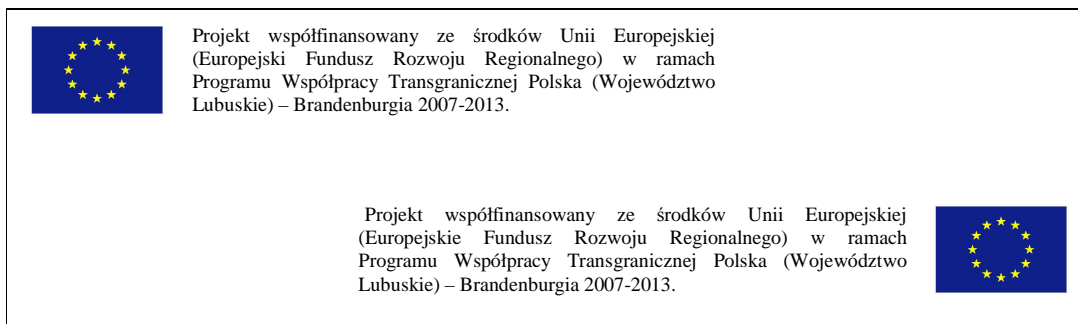 Projekt współfinansowany ze środków Unii Europejskiej
(Europejski Fundusz Rozwoju Regionalnego) w ramach
Programu Współpracy Transgranicznej Polska (Województwo
Lubuskie) – Brandenburgia 2007-2013.
Projekt współfinansowany ze środków Unii Europejskiej
(Europejskie Fundusz Rozwoju Regionalnego) w ramach
Programu Współpracy Transgranicznej Polska (Województwo
Lubuskie) – Brandenburgia 2007-2013.